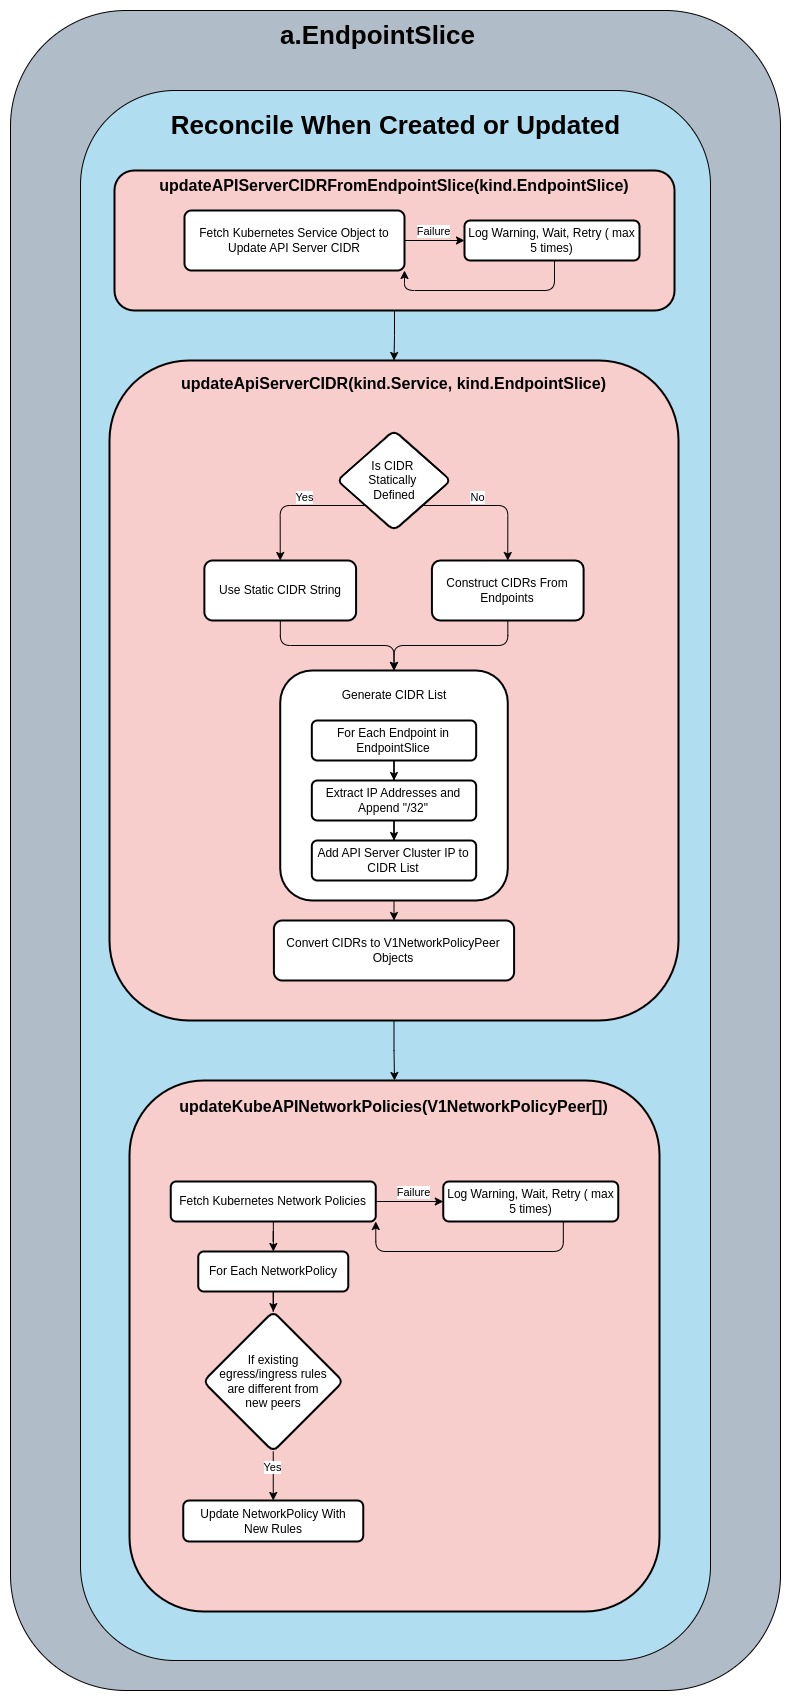 a.EndpointSlice
Reconcile When Created or Updated
updateAPIServerCIDRFromEndpointSlice(kind.EndpointSlice)
Fetch Kubernetes Service Object to
Update API Server CIDR
Failure
Log Warning, Wait, Retry ( max
5 times)
updateApiServerCIDR(kind.Service, kind.EndpointSlice)
Is CIDR
Statically
Defined
Yes
No
Use Static CIDR String
Construct CIDRs From
Endpoints
Generate CIDR List
For Each Endpoint in
EndpointSlice
Extract IP Addresses and
Append "/32"
Add API Server Cluster IP to
CIDR List
Convert CIDRs to V1NetworkPolicyPeer
Objects
updateKubeAPINetworkPolicies(V1NetworkPolicyPeer[])
Fetch Kubernetes Network Policies
Failure
Log Warning, Wait, Retry ( max
5 times)
For Each NetworkPolicy
If existing
egress/ingress rules
are different from
new peers
Yes
Update NetworkPolicy With
New Rules